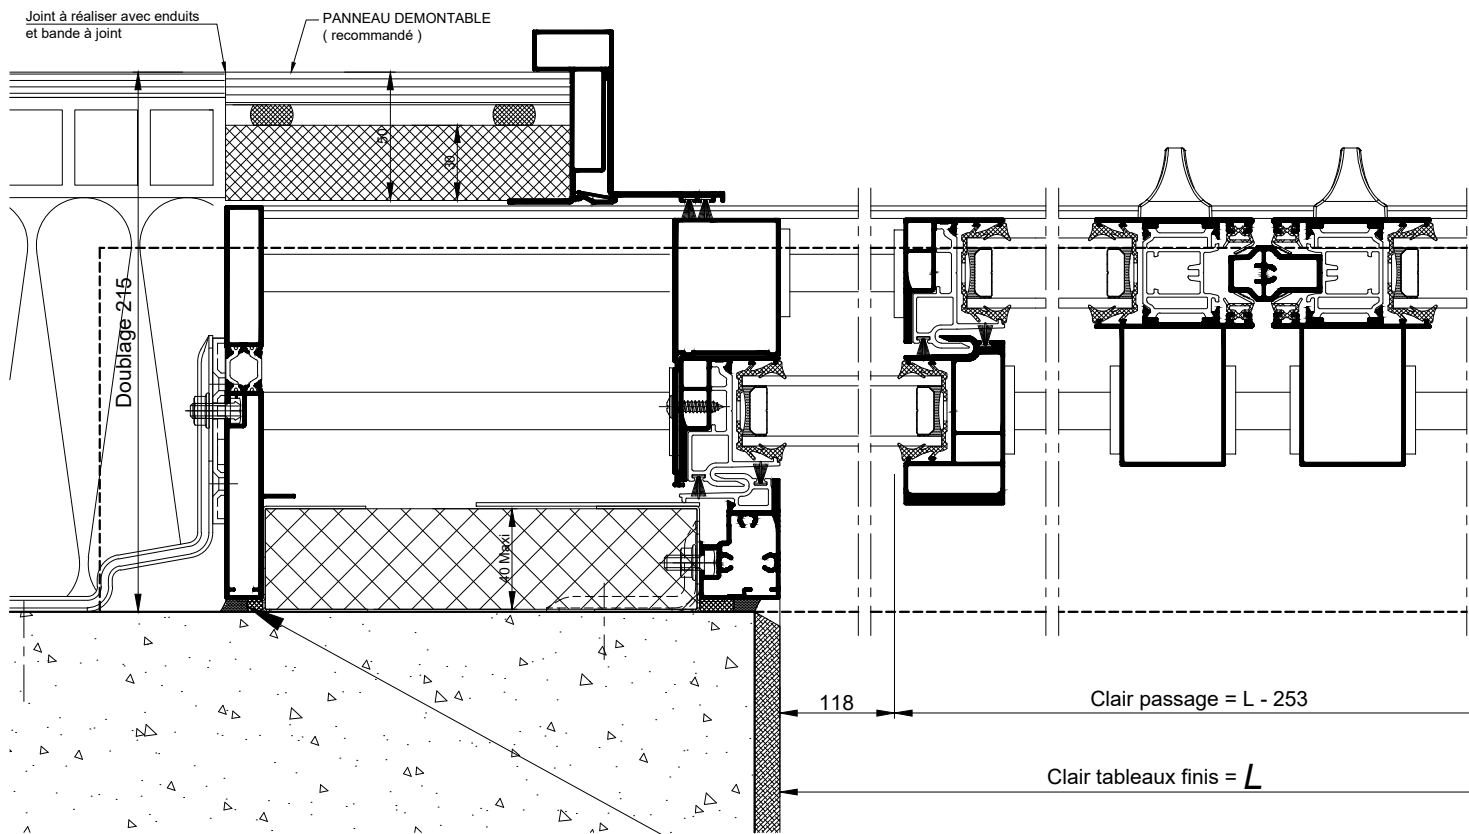 Joint à réaliser avec enduits
et bande à joint
PANNEAU DEMONTABLE
( recommandé )
50
30
Doublage 215
40 Maxi
118
Clair passage = L - 253
Clair tableaux finis = L